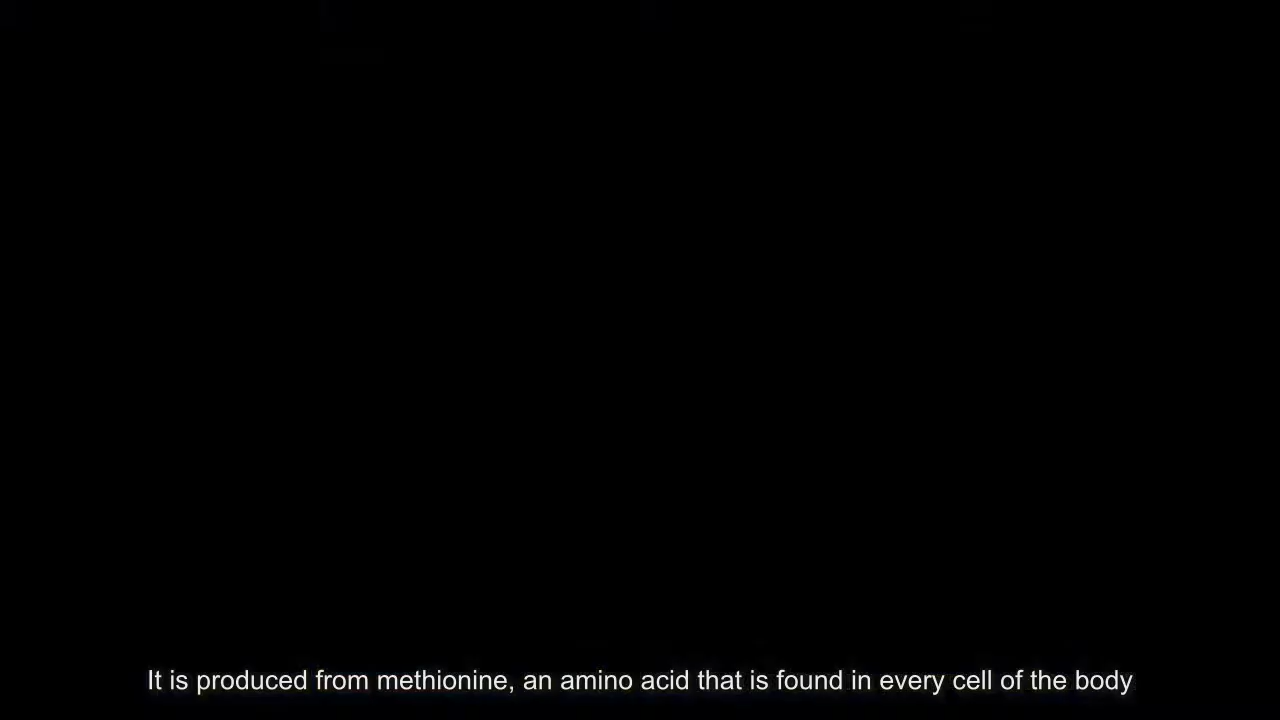 It is produced from methionine, an amino acid that is found in every cell of the body